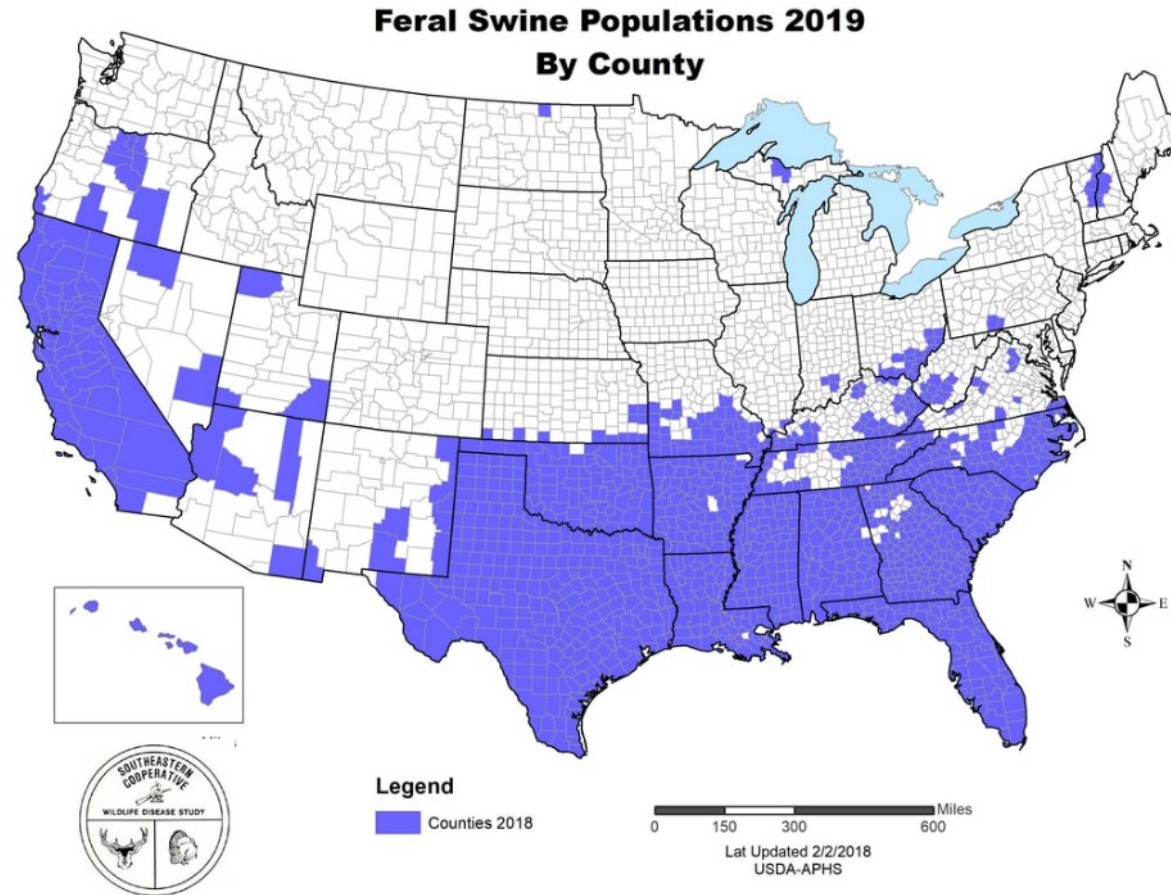 Feral Swine Populations 2019
By County
N
W
E
S
SOUTHEASTERN
COOPERATIVE
WILDLIFE DISEASE STUDY
Legend
Counties 2018
Miles
0
150
300
600
Lat Updated 2/2/2018
USDA-APHS